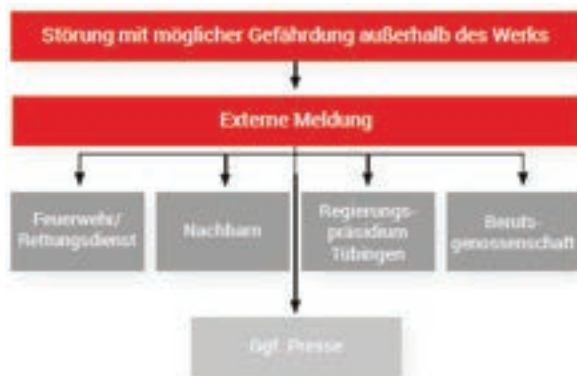 Störung mit möglicher Gefährdung außerhalb des Werks
Externe Meldung
Feuerwehr/
Rettungsdienst
Nachbarn
Regierungs-
präsidium
Tübingen
Berufs-
genossenschaft
Ggf. Presse